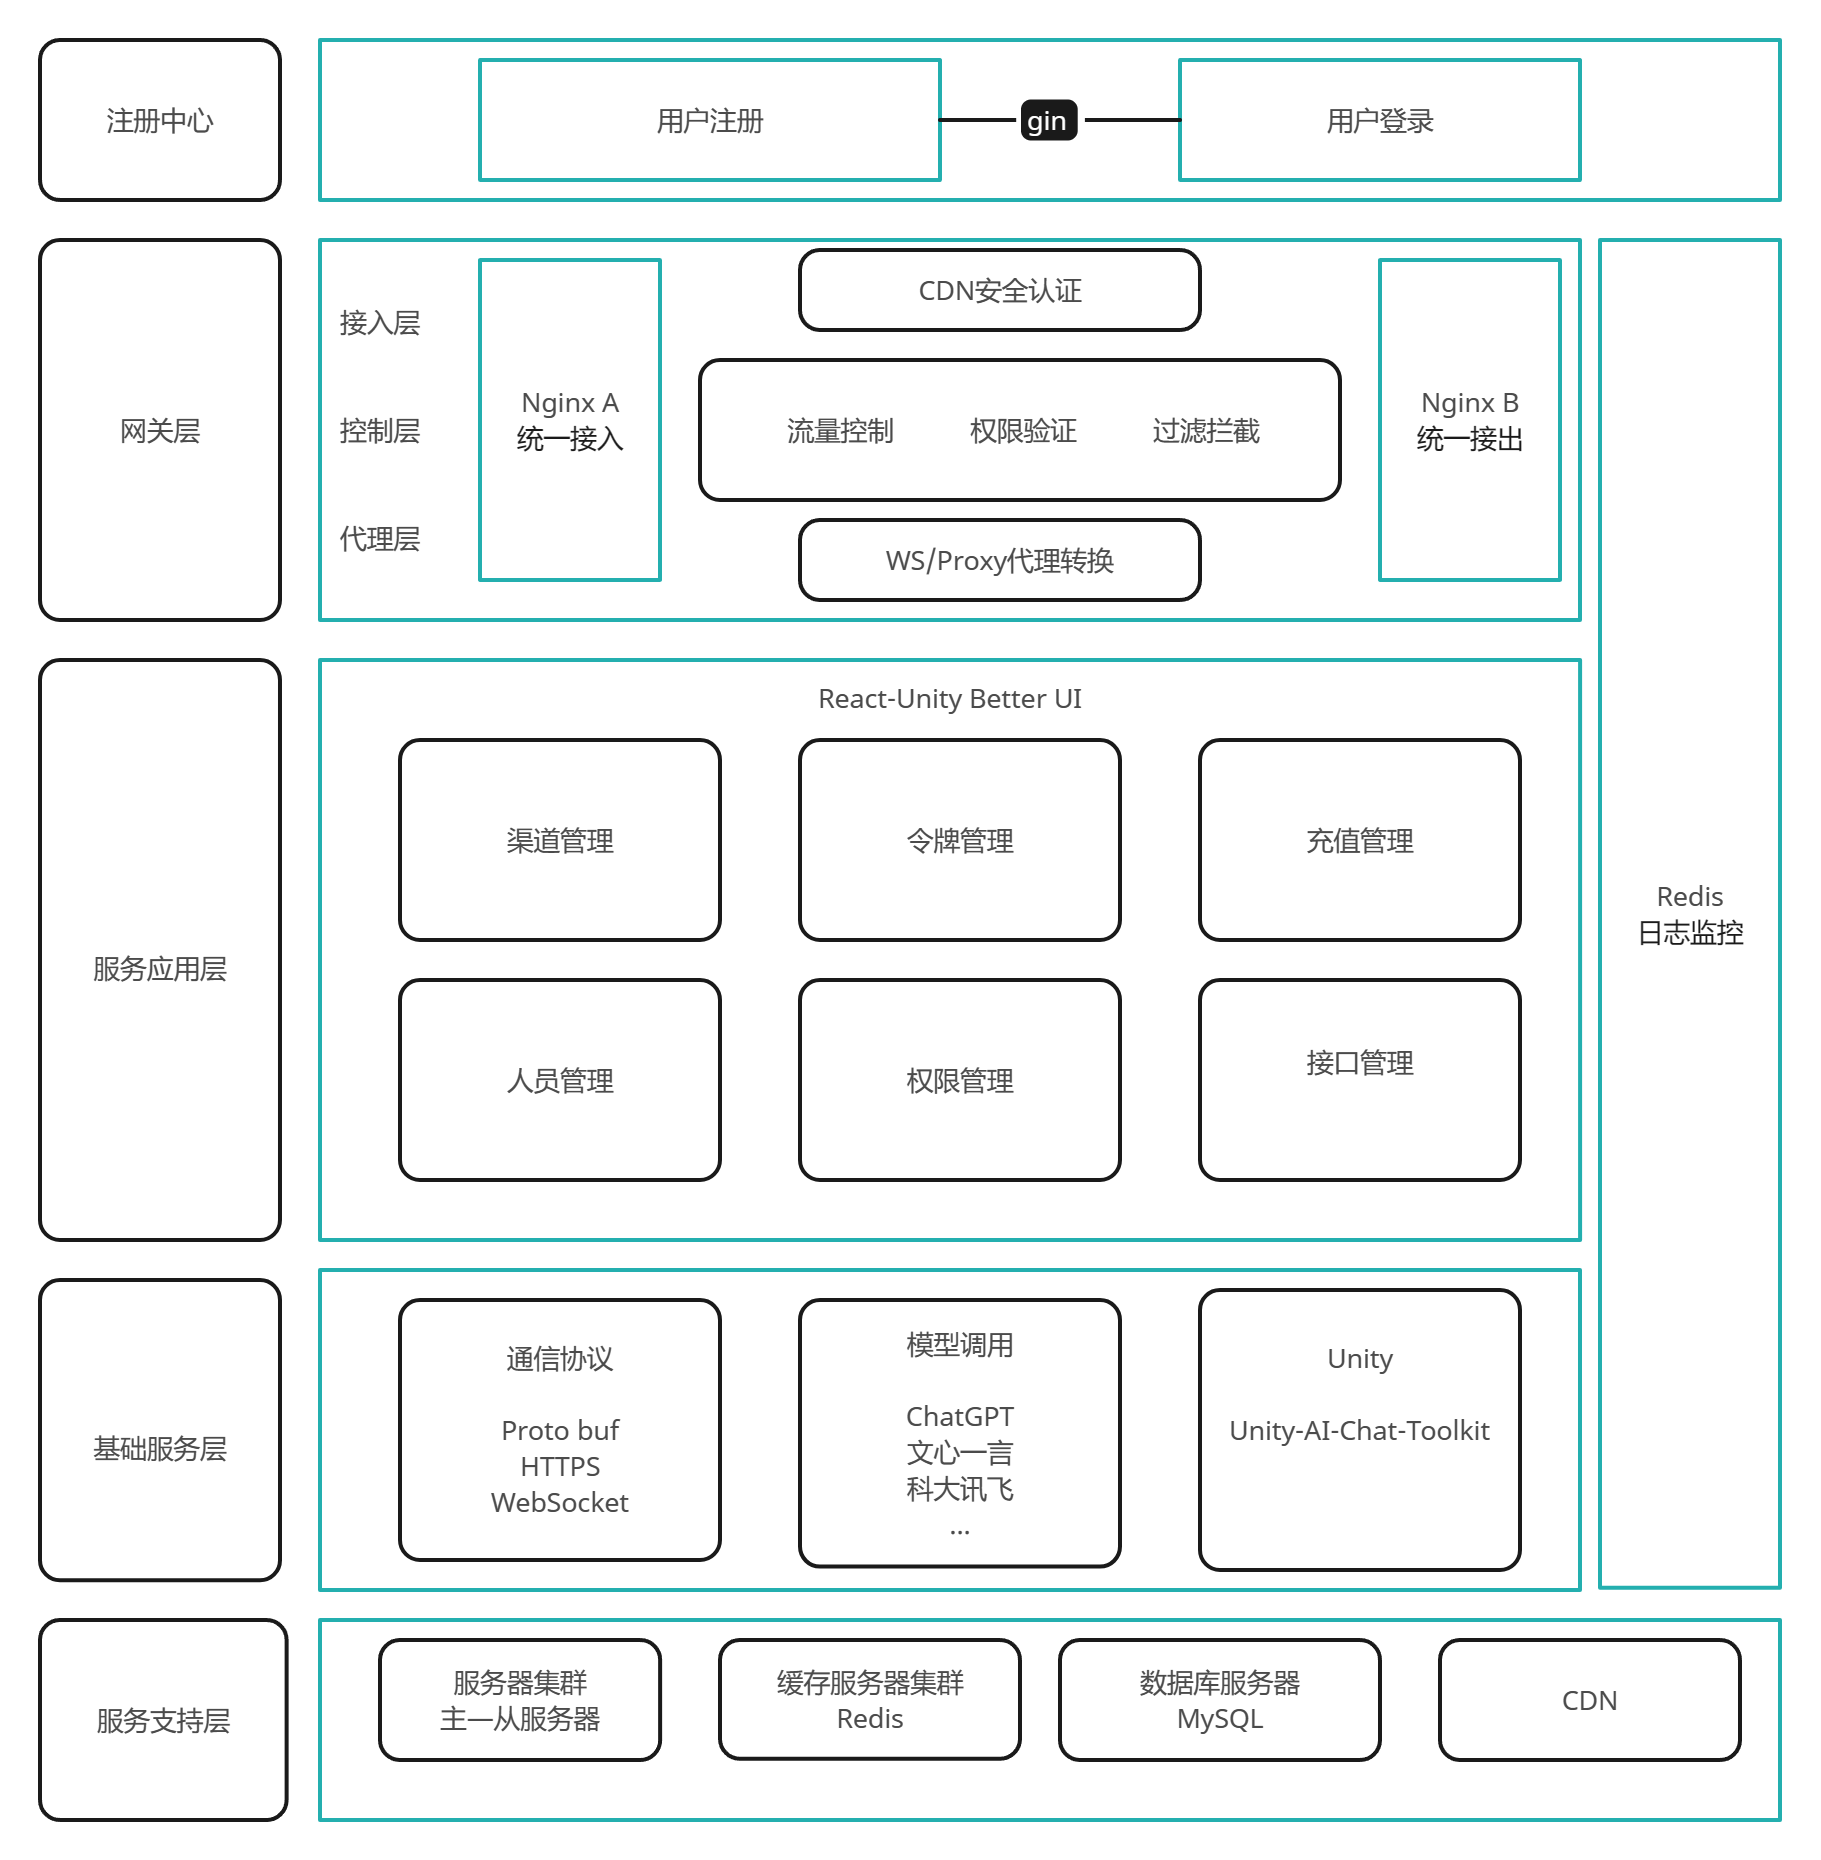 注册中心
用户注册
gin
用户登录
网关层
接入层
控制层
代理层
Nginx A
统一接入
CDN安全认证
流量控制 权限验证 过滤拦截
WS/Proxy代理转换
Nginx B
统一接出
服务应用层
React-Unity Better UI
渠道管理
令牌管理
充值管理
人员管理
权限管理
接口管理
Redis
日志监控
基础服务层
通信协议
Proto buf
HTTPS
WebSocket
模型调用
ChatGPT
文心一言
科大讯飞
...
Unity
Unity-AI-Chat-Toolkit
服务支持层
服务器集群
主—从服务器
缓存服务器集群
Redis
数据库服务器
MySQL
CDN